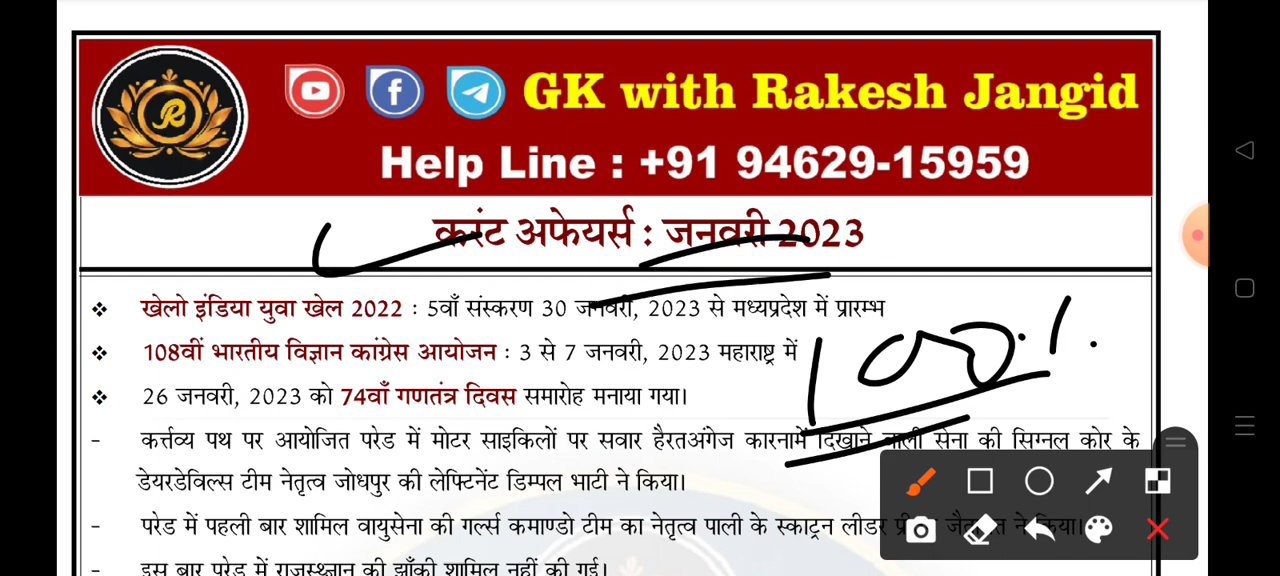 R
GK with Rakesh Jangid
Help Line : +91 94629-15959
करंट अफेयर्स : जनवरी 2023
❖ खेलो इंडिया युवा खेल 2022 : 5वाँ संस्करण 30 जनवरी, 2023 से मध्यप्रदेश में प्रारम्भ
❖ 108वीं भारतीय विज्ञान कांग्रेस आयोजन : 3 से 7 जनवरी, 2023 महाराष्ट्र में
100%.
❖ 26 जनवरी, 2023 को 74वाँ गणतंत्र दिवस समारोह मनाया गया।
- कर्त्तव्य पथ पर आयोजित परेड में मोटर साइकिलों पर सवार हैरतअंगेज कारनामें दिखाने वाली सेना की सिग्नल कोर के
डेयरडेविल्स टीम नेतृत्व जोधपुर की लेफ्टिनेंट डिम्पल भाटी ने किया।
- परेड में पहली बार शामिल वायुसेना की गर्ल्स कमाण्डो टीम का नेतृत्व पाली के स्काट्रन लीडर ने किया।
- इस बार परेड में राजस्थान की झाँकी शामिल नहीं की गई।